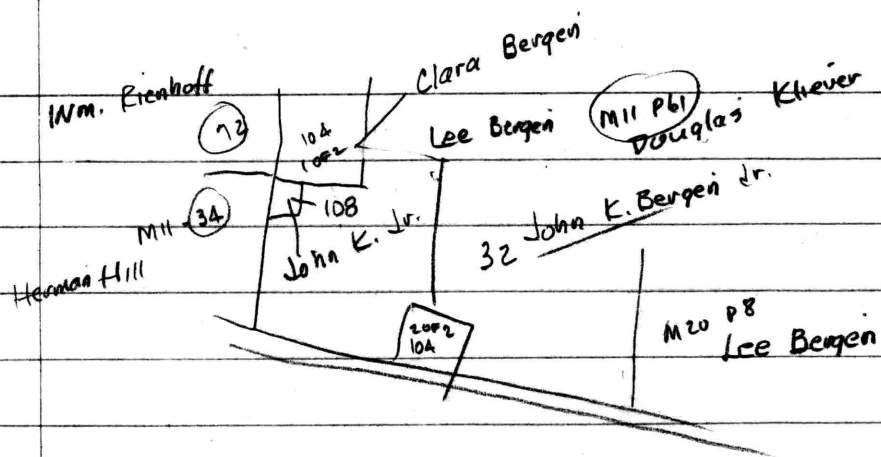 Clara Bergen
Wm. Rienhoff
72
104
1 OF 2
Lee Bergen
M11 P61
Douglas Kliever
108
M11 - 34
John K. Jr.
32 John K. Bergen Jr.
Herman Hill
2 OF 2
104
M20 P8
Lee Bergen